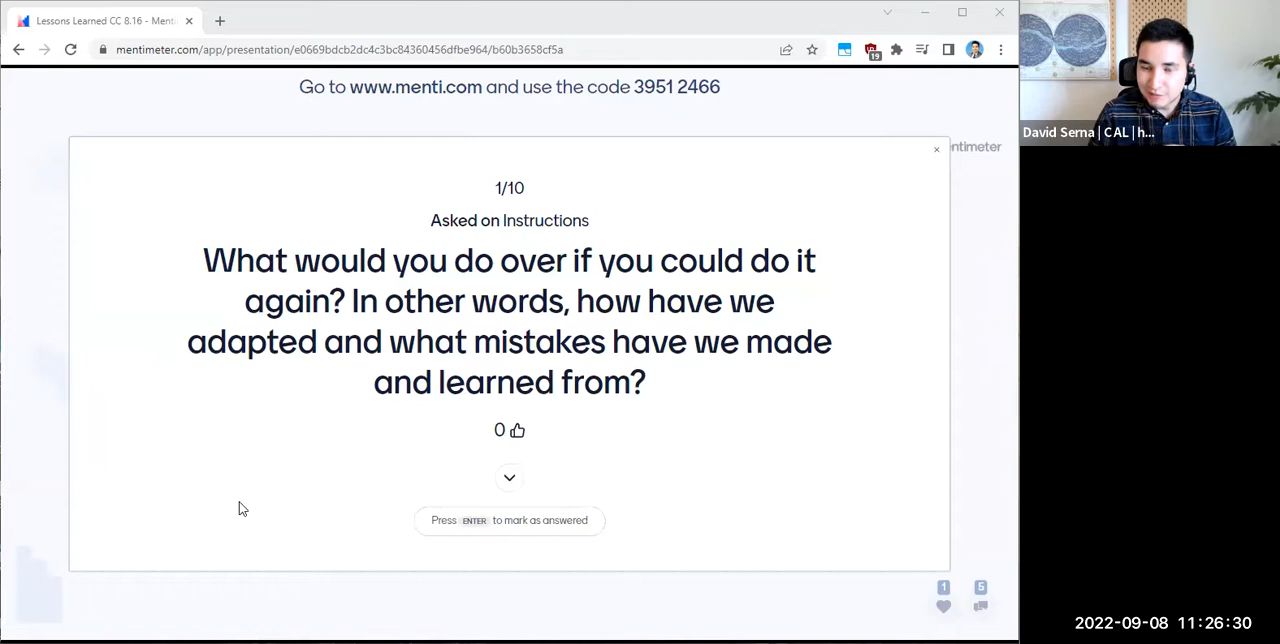 Lessons Learned CC 8.16 - Menti
mentimeter.com/app/presentation/e0669bdcb2dc4c3bc84360456dfbe964/b60b3658cf5a
19
Go to www.menti.com and use the code 3951 2466
ntimeter
1/10
Asked on Instructions
What would you do over if you could do it
again? In other words, how have we
adapted and what mistakes have we made
and learned from?
0
Press ENTER to mark as answered
1 5
David Serna | CAL | h...
2022-09-08 11:26:30